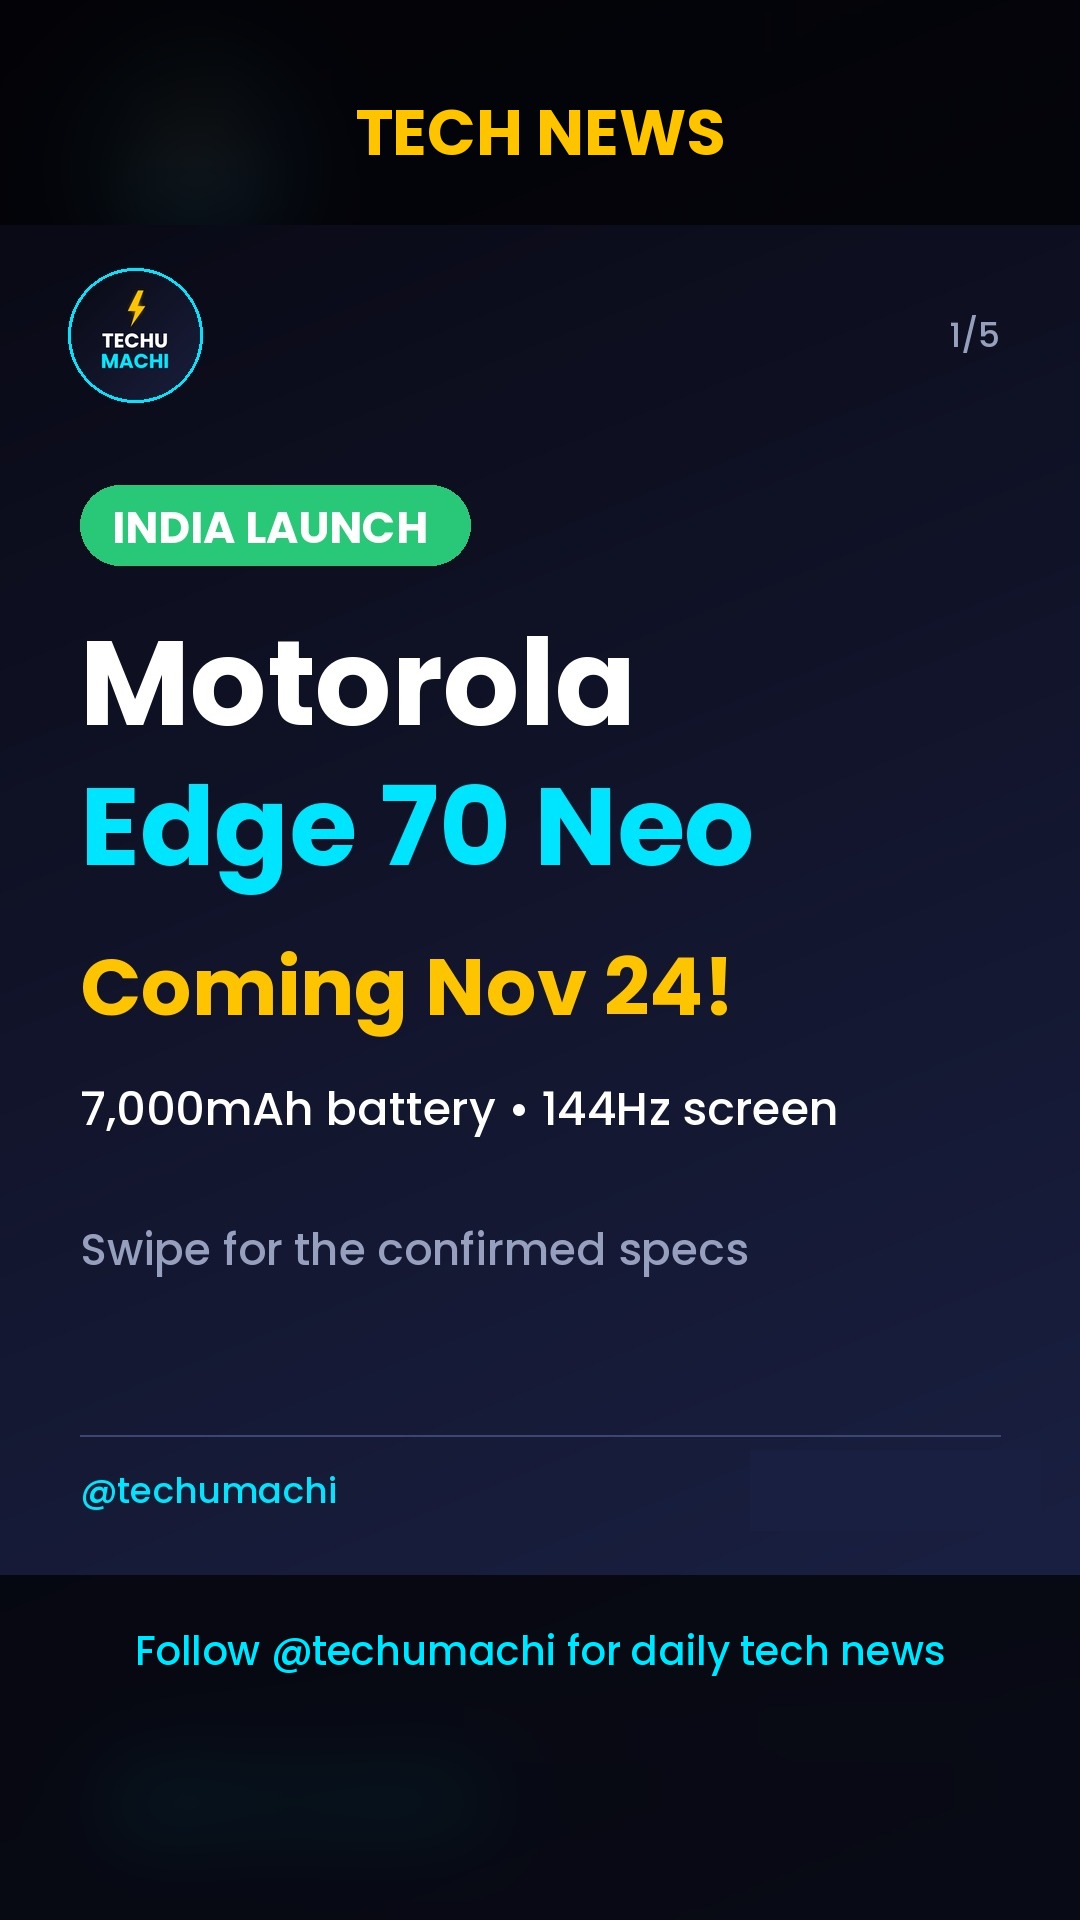 TECH NEWS
TECHU
MACHI
1/5
INDIA LAUNCH
Motorola
Edge 70 Neo
Coming Nov 24!
7,000mAh battery • 144Hz screen
Swipe for the confirmed specs
@techumachi
Follow @techumachi for daily tech news